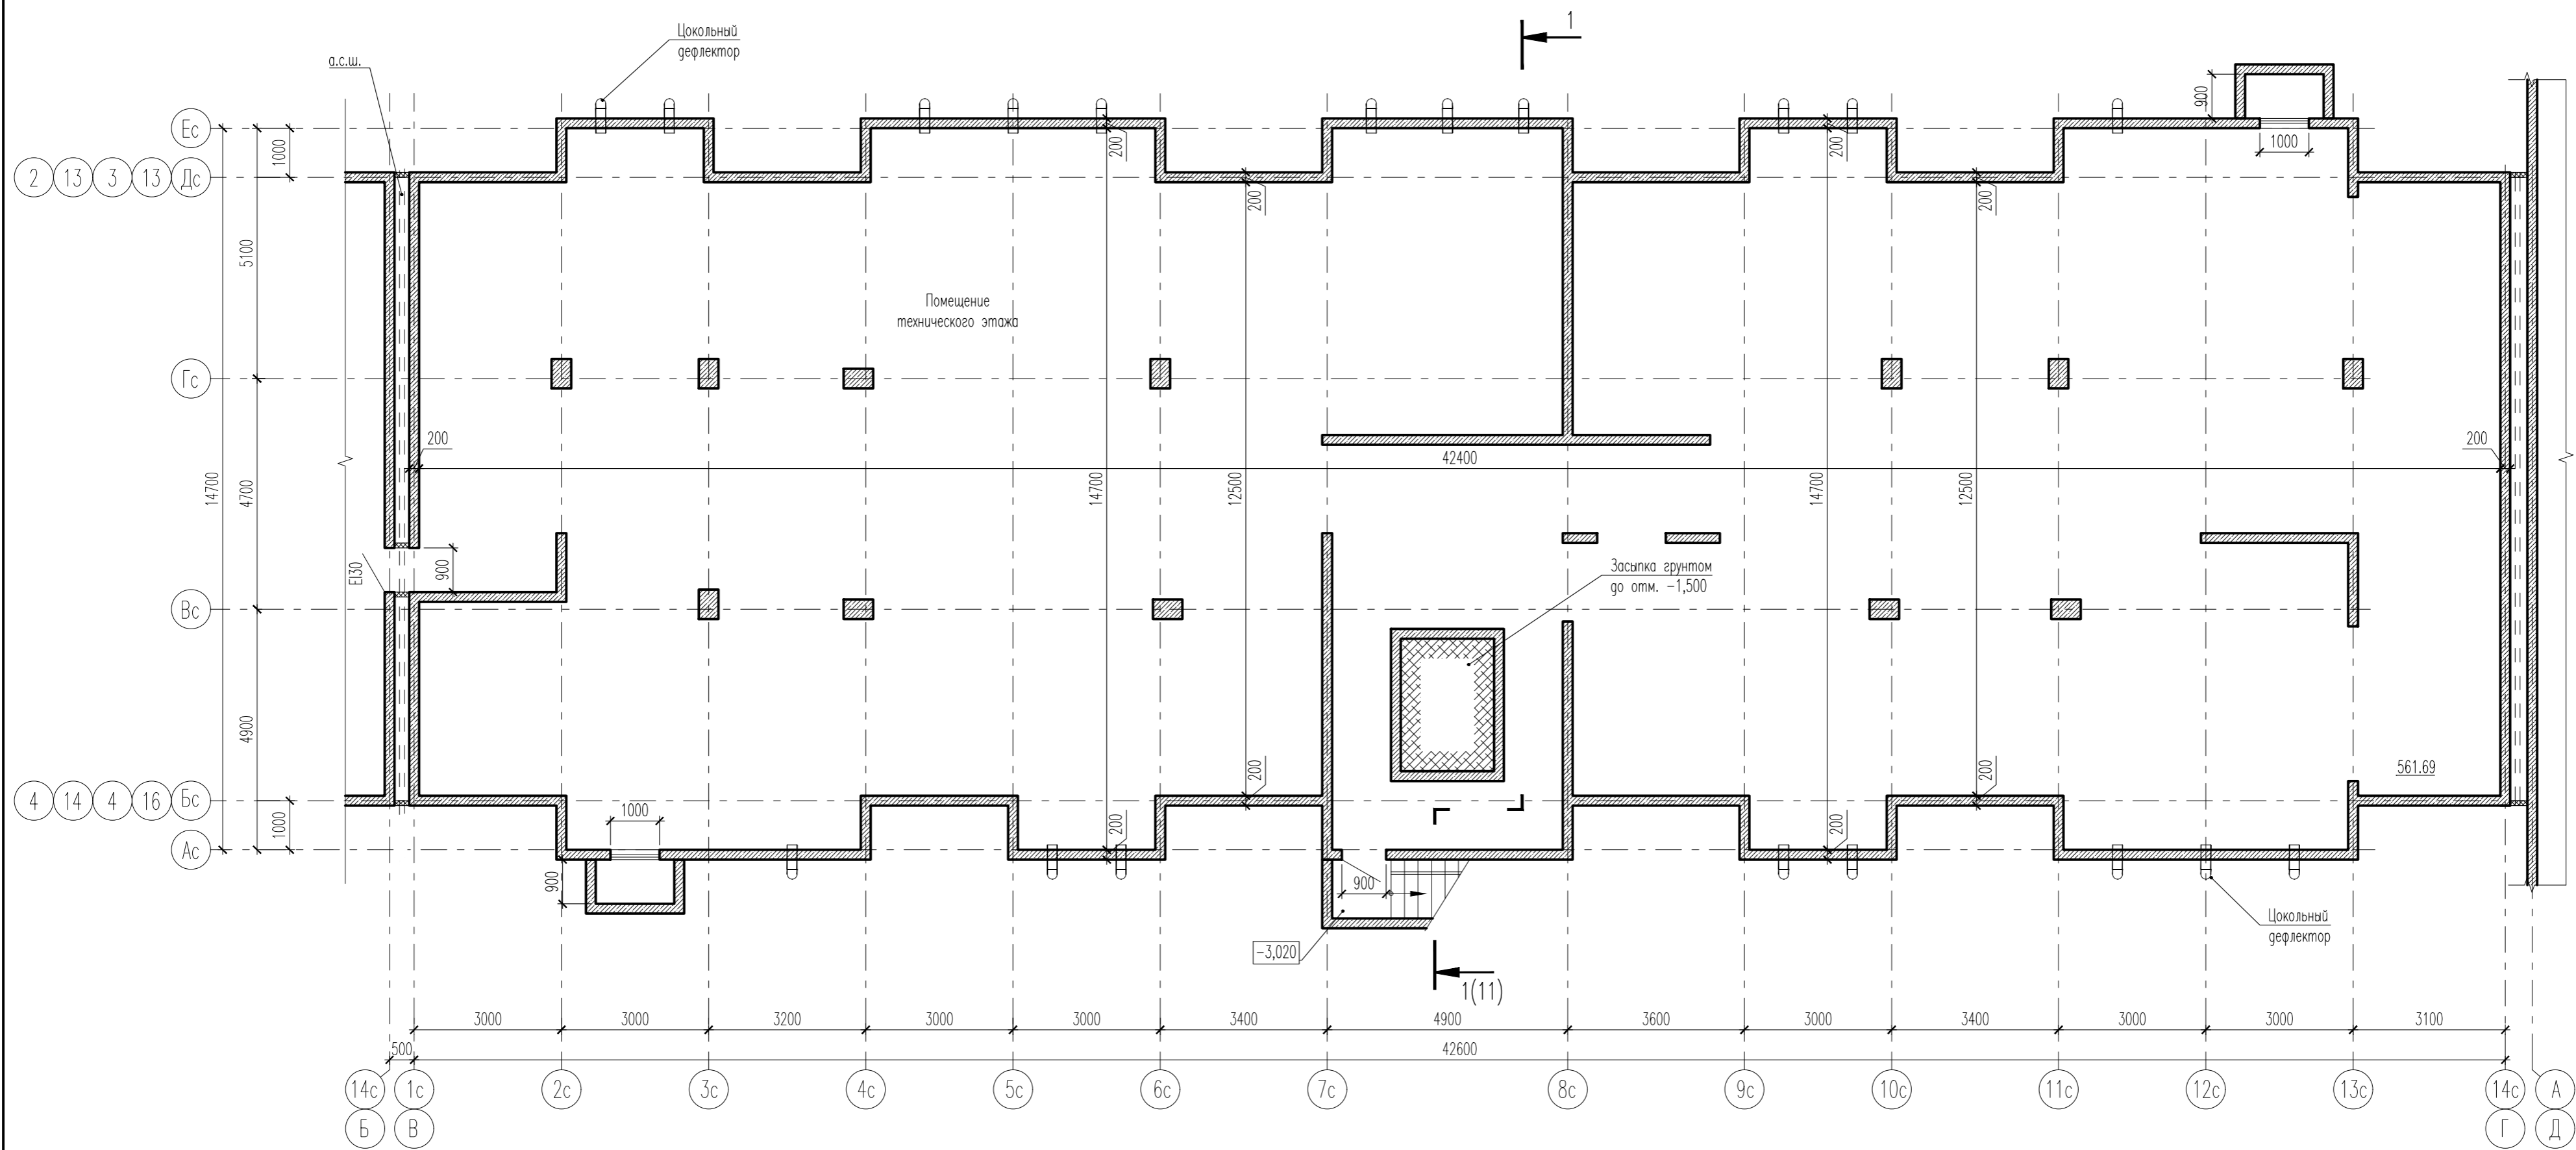 1
Цокольный
дефлектор
а.с.ш.
900
1000
Ес
1000
200
200
2 13 3 13 Дс
200
200
5100
Помещение
технического этажа
Гс
200
42400
200
14700
4700
14700
12500
14700
12500
EI30
900
Засыпка грунтом
до отм. -1,500
Вс
4900
561.69
200
200
4 14 4 16 Бс
1000
1000
200
200
Ас
900
900
Цокольный
дефлектор
-3,020
1(11)
3000 3000 3200 3000 3000 3400 4900 3600 3000 3400 3000 3000 3100
500 42600
14с 1с 2с 3с 4с 5с 6с 7с 8с 9с 10с 11с 12с 13с 14с А
Б В Г Д